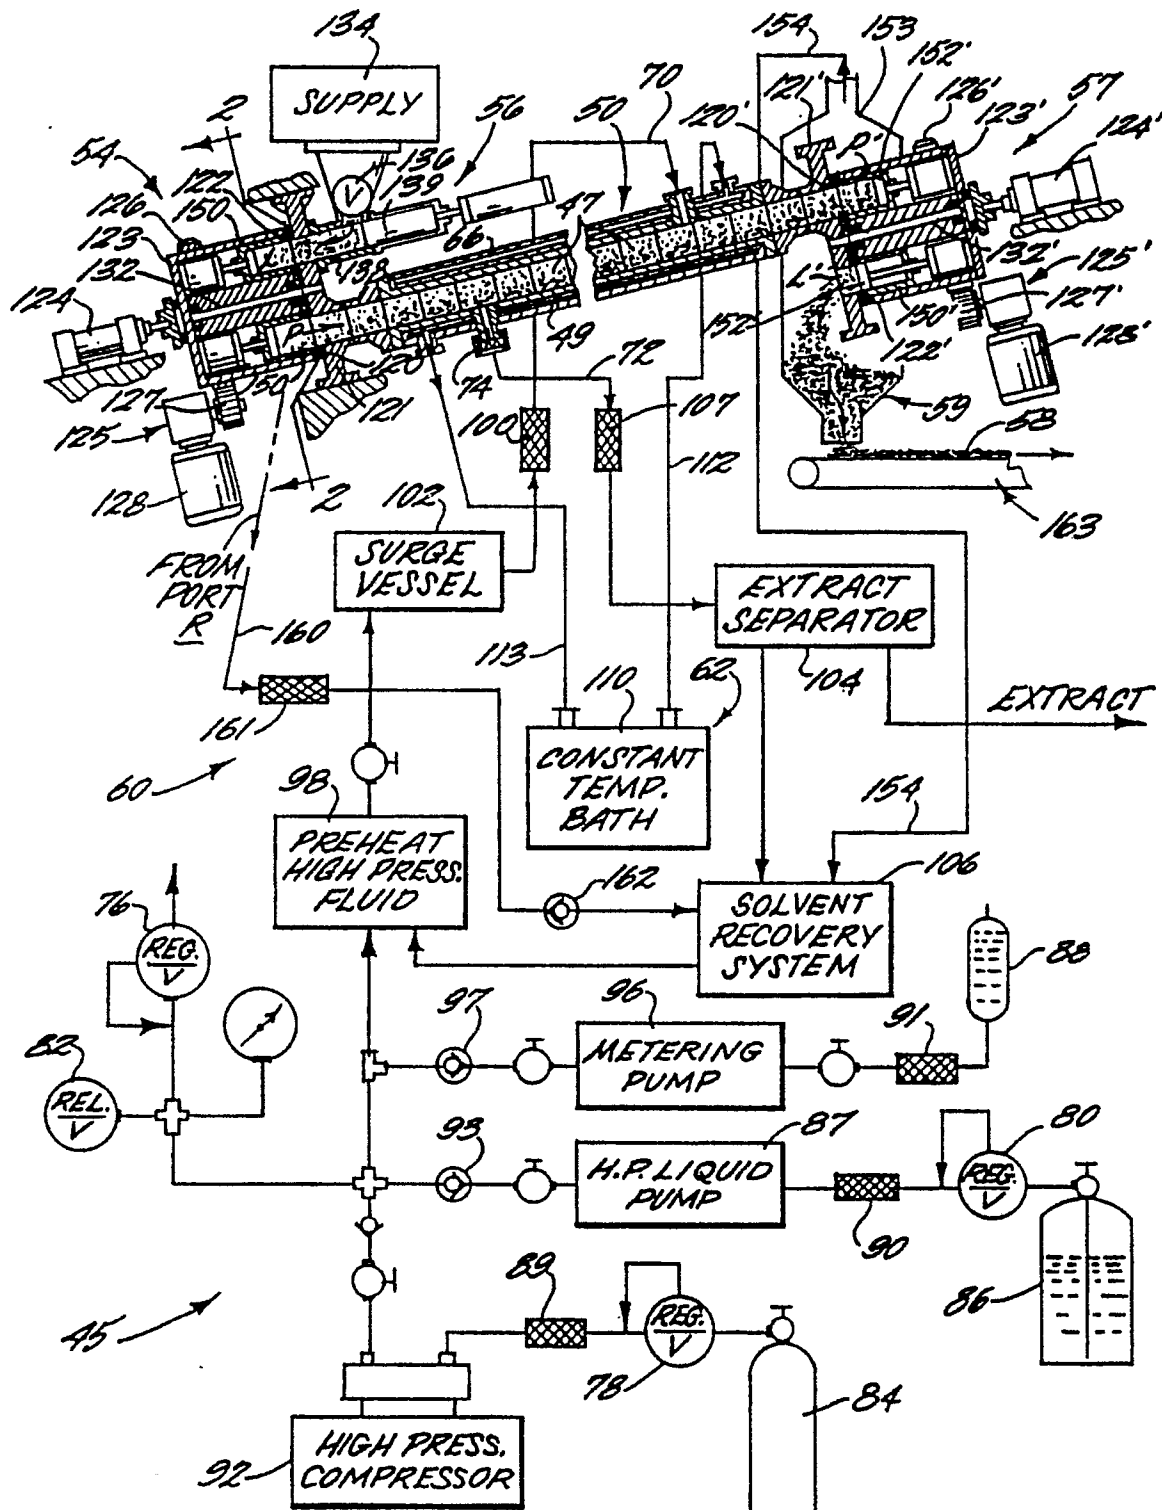 134
SUPPLY
2
54
122
150
126
123
132
124
136
139
56
66
138
70
50
47
120'
154
121'
153
152'
126'
123'
57
124'
P'
132'
125'
127'
L'
152
150'
122'
128'
P
150
120
121
74
49
72
107
100
112
59
58
163
127
125
128
2
102
SURGE
VESSEL
FROM
PORT
R
160
161
113
EXTRACT
SEPARATOR
104
62
110
EXTRACT
CONSTANT
TEMP.
BATH
60
98
PREHEAT
HIGH PRESS.
FLUID
154
106
162
SOLVENT
RECOVERY
SYSTEM
76
REG.
V
88
82
REL.
V
97
96
METERING
PUMP
91
93
87
H.P. LIQUID
PUMP
80
REG.
V
90
86
45
89
REG.
V
78
84
92
HIGH PRESS.
COMPRESSOR